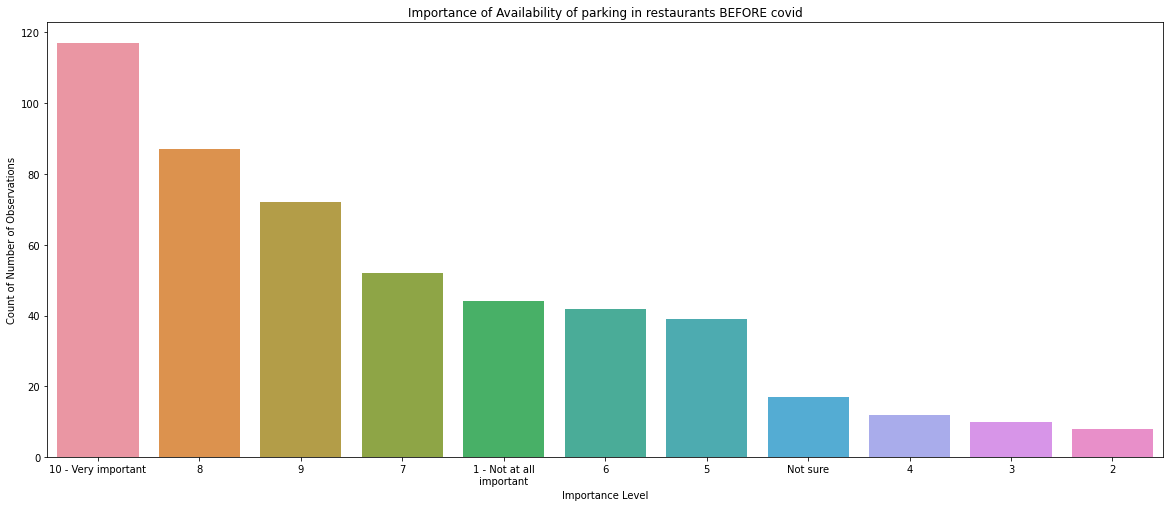 Importance of Availability of parking in restaurants BEFORE covid
120
100
80
60
40
20
0
Count of Number of Observations
10 - Very important
8
9
7
1 - Not at all
important
6
5
Not sure
4
3
2
Importance Level